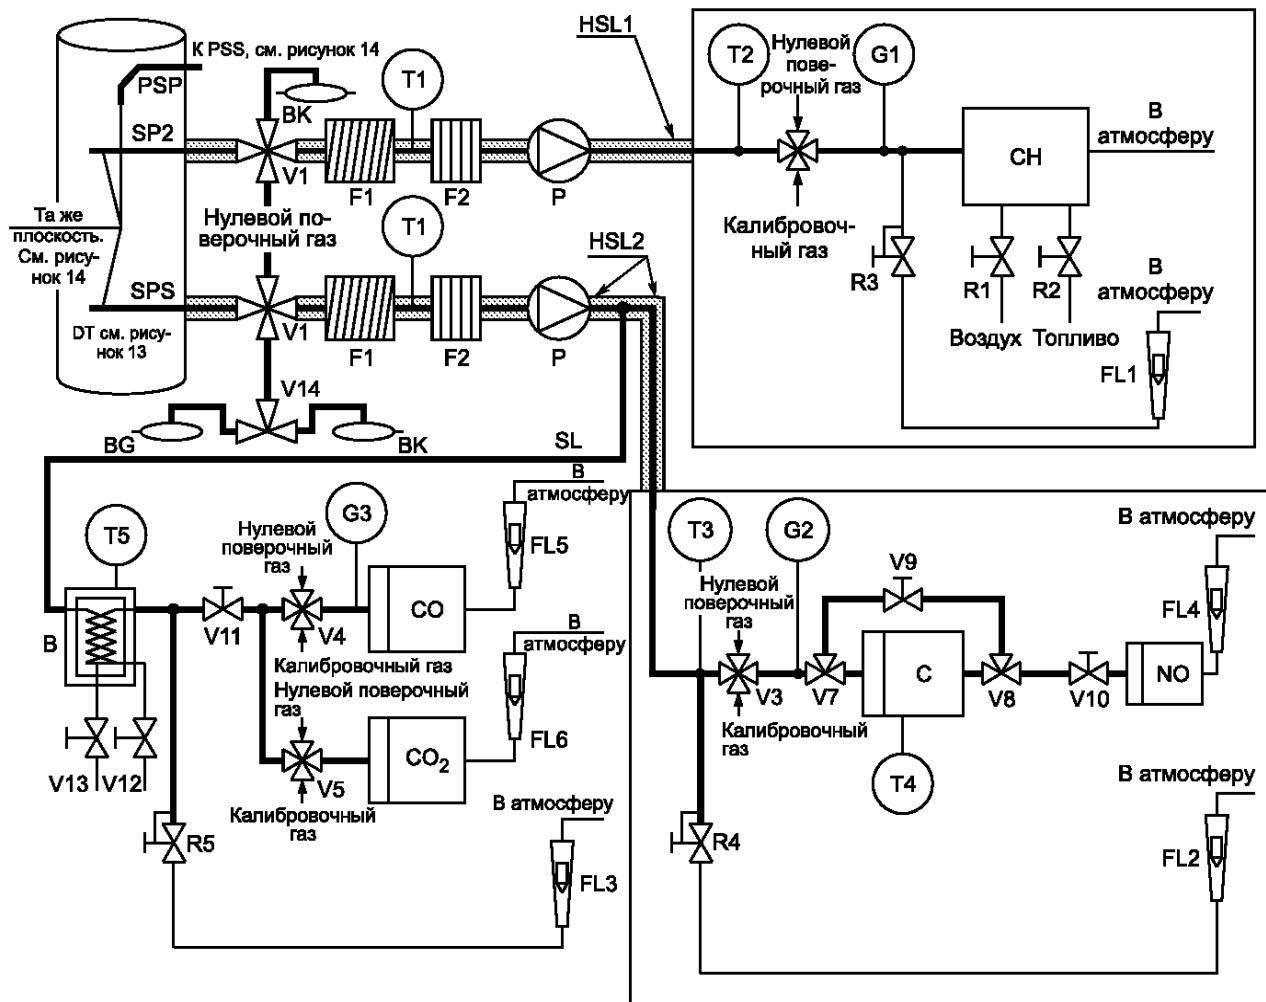 К PSS, см. рисунок 14
PSP
T1
BK
SP2
V1
F1
F2
P
HSL1
T2
Нулевой
пове-
рочный газ
G1
СН
В
атмосферу
Калибровоч-
ный газ
R3
R1
R2
Воздух
Топливо
В
атмосферу
FL1
Та же
плоскость.
См. рису-
нок 14
Нулевой по-
верочный газ
T1
HSL2
SPS
V1
F1
F2
P
DT см. рису-
нок 13
V14
BG
BK
SL
В
атмосферу
T5
Нулевой
поверочный
газ
G3
FL5
B
V11
V4
CO
Калибровочный газ
Нулевой поверочный
газ
В
атмосферу
FL6
V13
V12
V5
CO₂
Калибровочный
газ
R5
В атмосферу
FL3
T3
G2
Нулевой
поверочный
газ
V9
В атмосферу
FL4
V3
V7
C
V8
V10
NO
Калибровочный
газ
T4
R4
В атмосферу
FL2